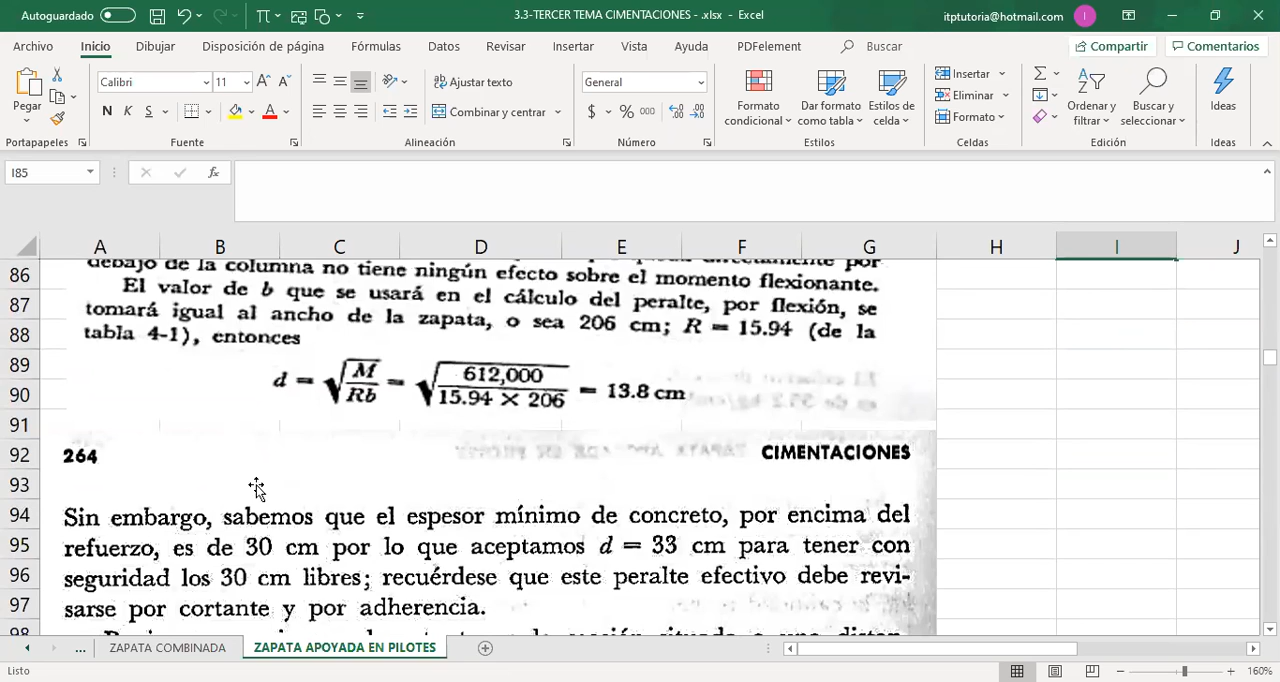 Autoguardado
3.3-TERCER TEMA CIMENTACIONES - .xlsx - Excel
itptutoria@hotmail.com
I
Archivo Inicio Dibujar Disposición de página Fórmulas Datos Revisar Insertar Vista Ayuda PDFelement Buscar Compartir Comentarios
Pegar
Calibri 11
N K S
Ajustar texto
Combinar y centrar
General
$ % 000
Formato condicional
Dar formato como tabla
Estilos de celda
Insertar
Eliminar
Formato
Ordenar y filtrar
Buscar y seleccionar
Ideas
Portapapeles Fuente Alineación Número Estilos Celdas Edición Ideas
I85
fx
A B C D E F G H I J
86
87
88
89
90
91
92
93
94
95
96
97
98
debajo de la columna no tiene ningún efecto sobre el momento flexionante.
El valor de b que se usará en el cálculo del peralte, por flexión, se
tomará igual al ancho de la zapata, o sea 206 cm; R = 15.94 (de la
tabla 4-1), entonces
d = √(M/Rb) = √(612,000/15.94 × 206) = 13.8 cm
264 CIMENTACIONES
Sin embargo, sabemos que el espesor mínimo de concreto, por encima del
refuerzo, es de 30 cm por lo que aceptamos d = 33 cm para tener con
seguridad los 30 cm libres; recuérdese que este peralte efectivo debe revi-
sarse por cortante y por adherencia.
... ZAPATA COMBINADA ZAPATA APOYADA EN PILOTES
Listo
160%